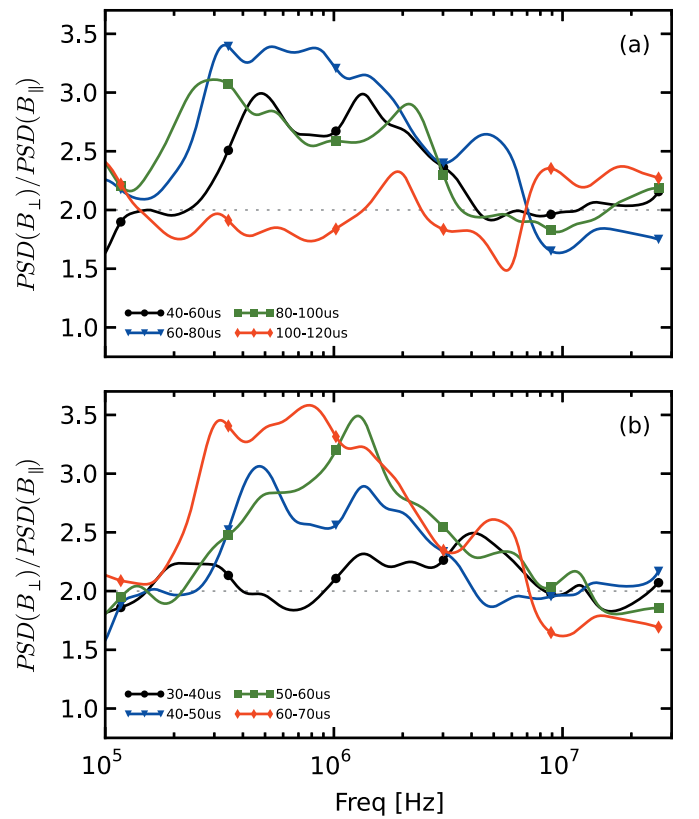 (a)
PSD(B⊥)/PSD(B∥)
3.5
3.0
2.5
2.0
1.5
1.0
40-60us 80-100us
60-80us 100-120us
(b)
PSD(B⊥)/PSD(B∥)
3.5
3.0
2.5
2.0
1.5
1.0
30-40us 50-60us
40-50us 60-70us
10⁵ 10⁶ 10⁷
Freq [Hz]